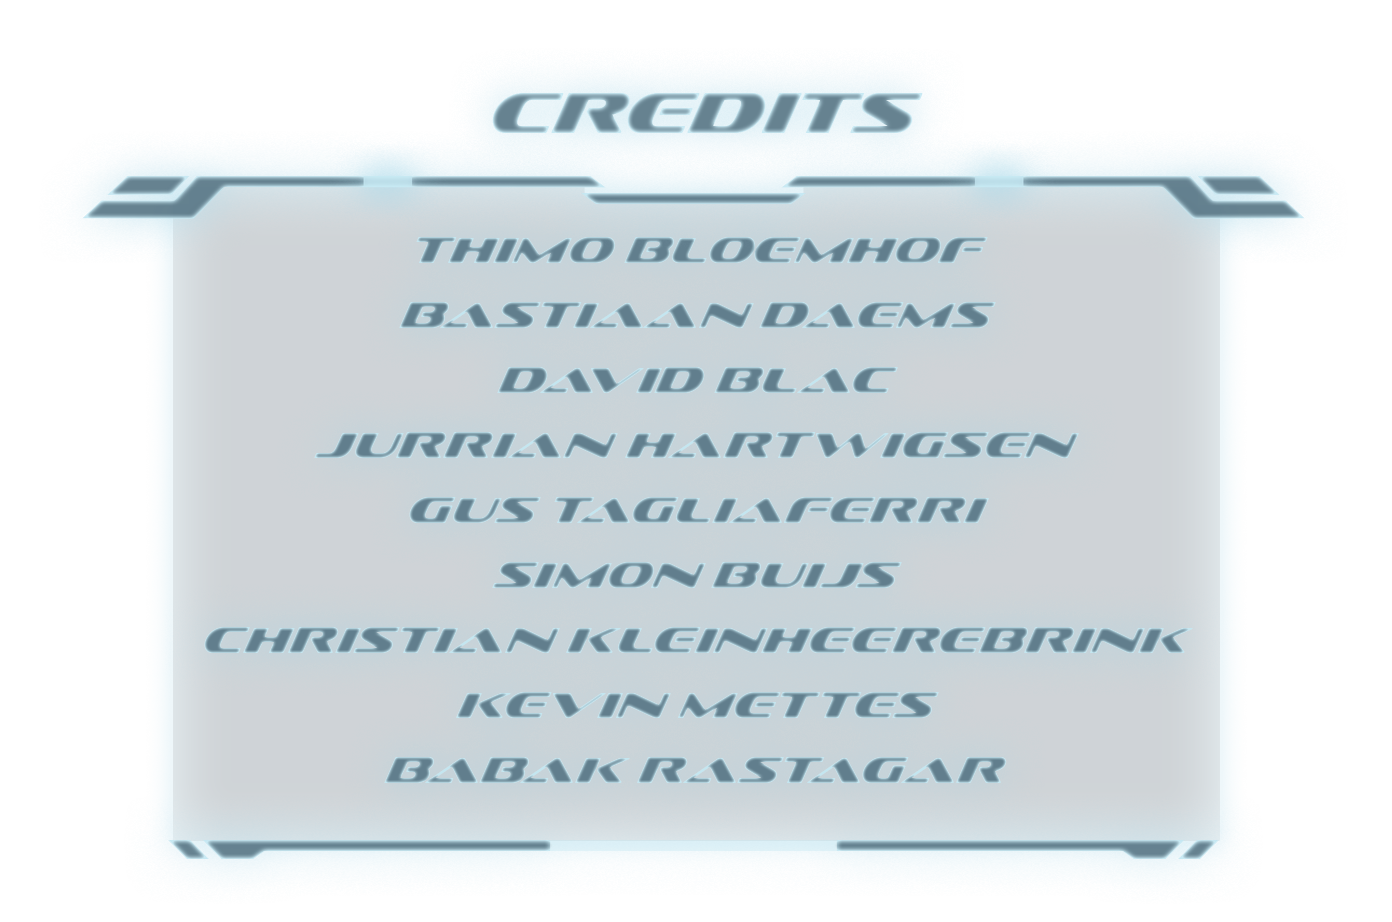 CREDITS
THIMO BLOEMHOF
BASTIAAN DAEMS
DAVID BLAC
JURRIAN HARTWIGSEN
GUS TAGLIAFERRI
SIMON BUIJS
CHRISTIAN KLEINHEEREBRINK
KEVIN METTES
BABAK RASTAGAR